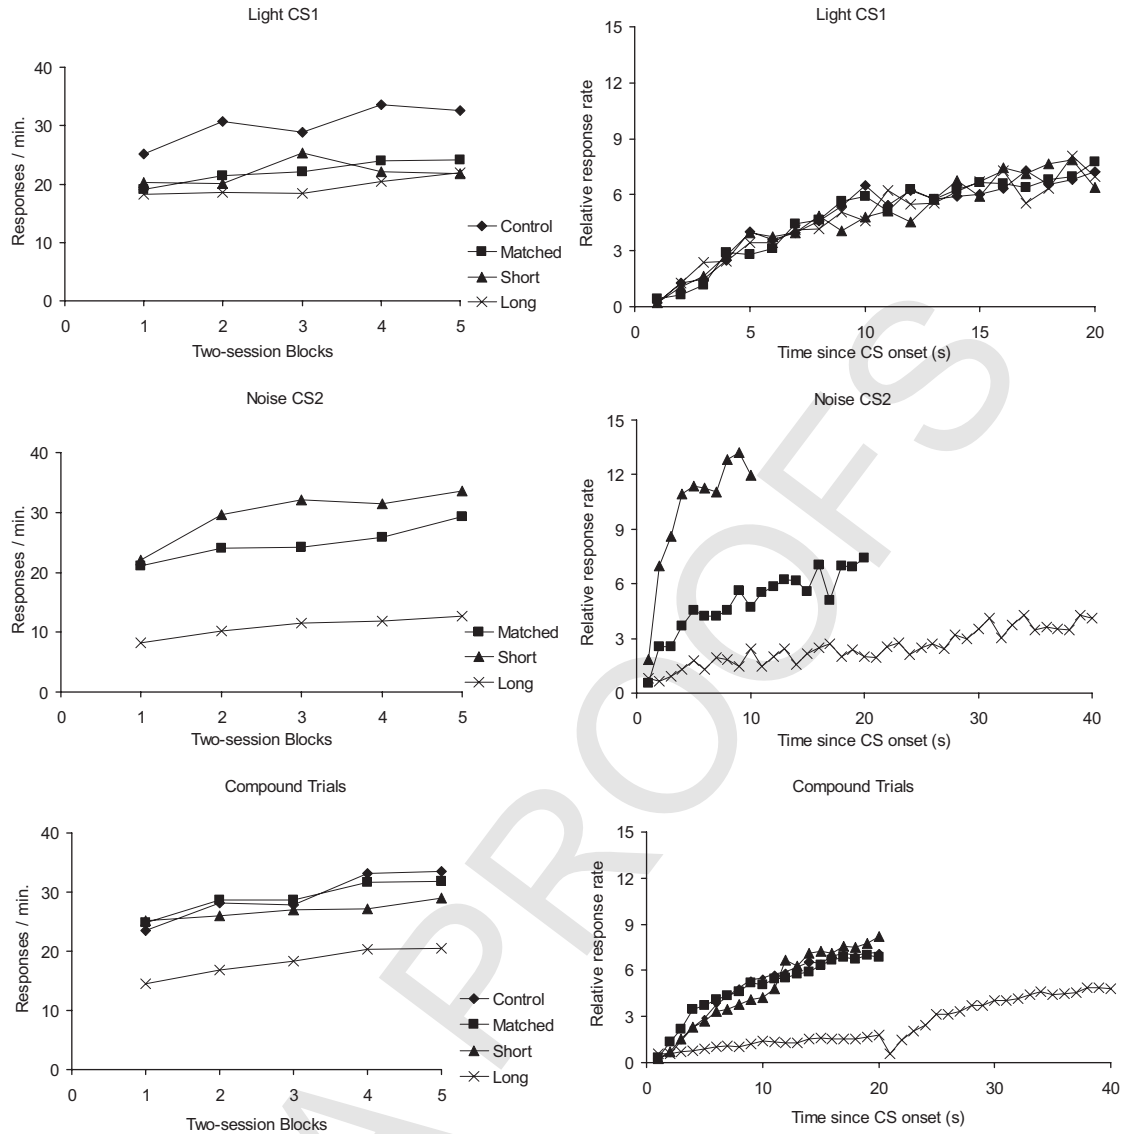 Light CS1
Responses / min.
40
30
20
10
0
0 1 2 3 4 5
Two-session Blocks
Control
Matched
Short
Long
Light CS1
Relative response rate
15
12
9
6
3
0
0 5 10 15 20
Time since CS onset (s)
Noise CS2
Responses / min.
40
30
20
10
0
0 1 2 3 4 5
Two-session Blocks
Matched
Short
Long
Noise CS2
Relative response rate
15
12
9
6
3
0
0 10 20 30 40
Time since CS onset (s)
Compound Trials
Responses / min.
40
30
20
10
0
0 1 2 3 4 5
Two-session Blocks
Control
Matched
Short
Long
Compound Trials
Relative response rate
15
12
9
6
3
0
0 10 20 30 40
Time since CS onset (s)
A PROOFS